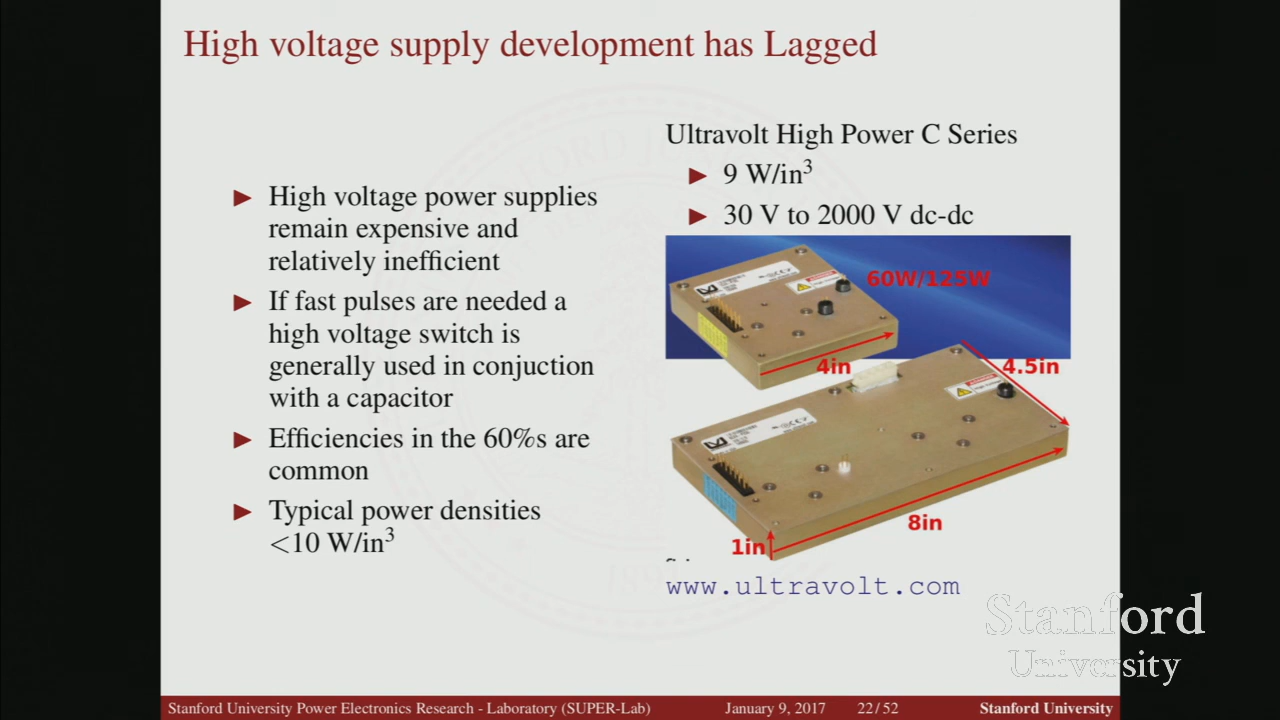 High voltage supply development has Lagged
► High voltage power supplies
remain expensive and
relatively inefficient
► If fast pulses are needed a
high voltage switch is
generally used in conjuction
with a capacitor
► Efficiencies in the 60%s are
common
► Typical power densities
<10 W/in³
Ultravolt High Power C Series
► 9 W/in³
► 30 V to 2000 V dc-dc
60W/125W
4in
4.5in
8in
1in
www.ultravolt.com
Stanford
University
Stanford University Power Electronics Research - Laboratory (SUPER-Lab) January 9, 2017 22 / 52 Stanford University